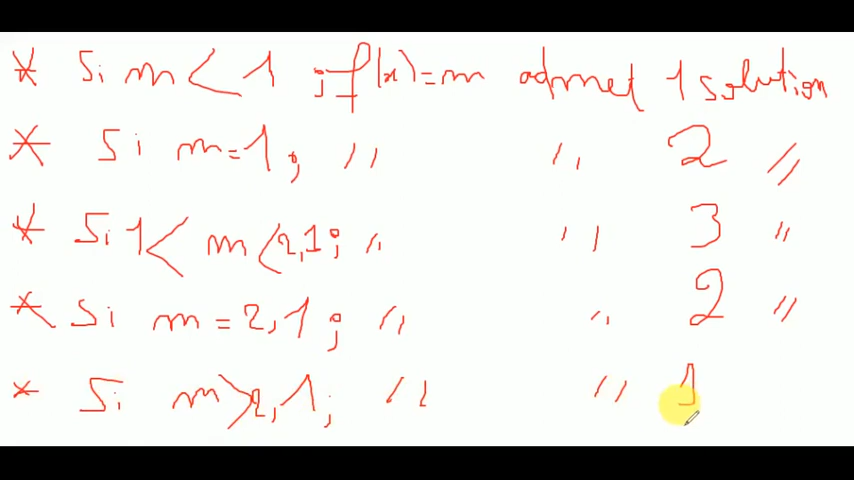 * Si m < 1 ; f(x) = m admet 1 solution
* Si m = 1 ; " " 2 "
* Si 1 < m < 2,1 ; " " 3 "
* Si m = 2,1 ; " " 2 "
* Si m > 2,1 ; " " 1